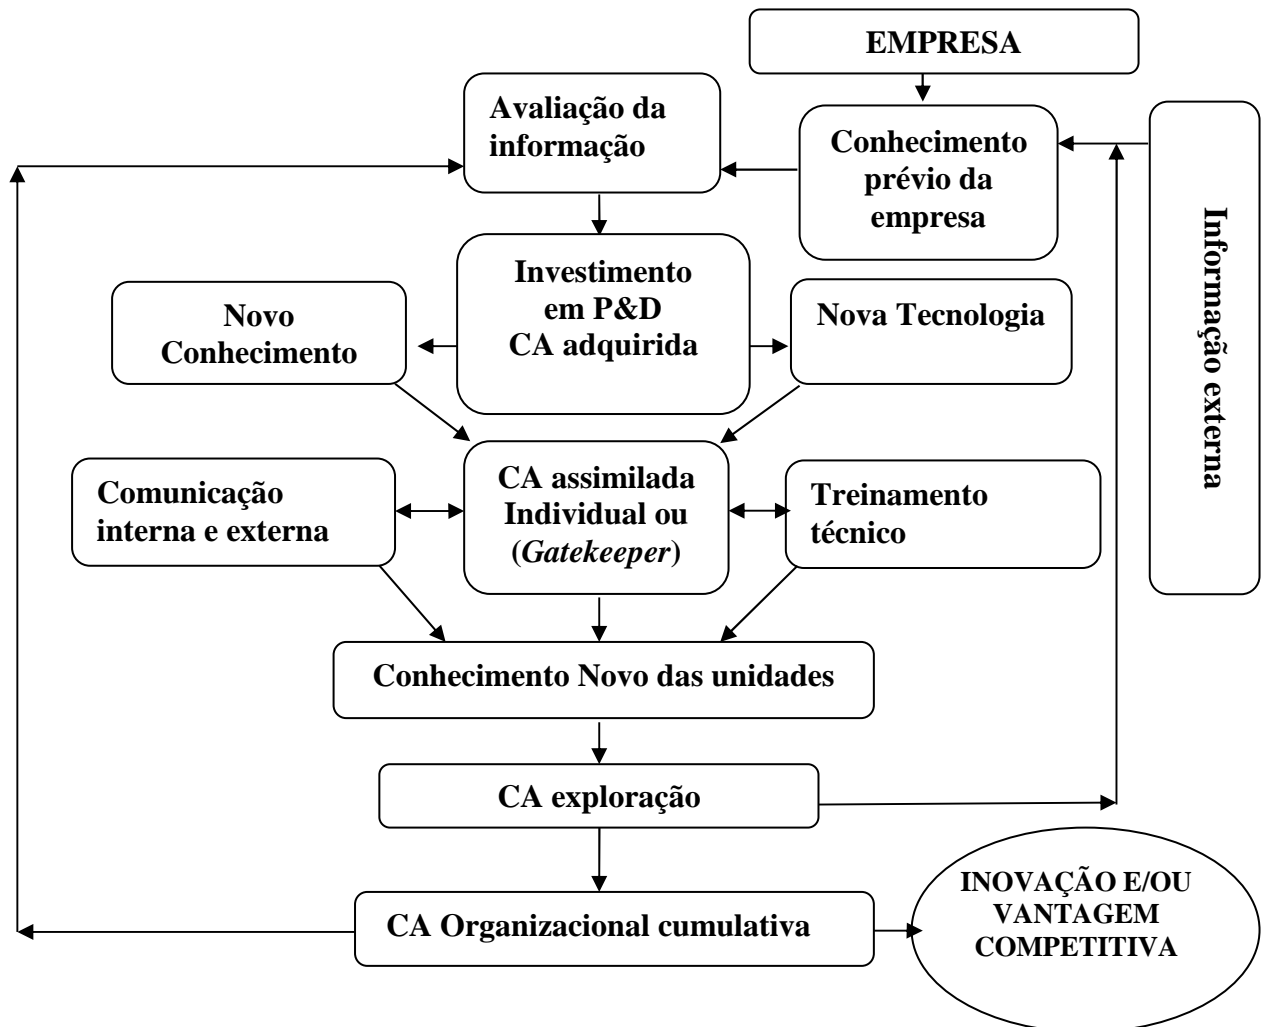 EMPRESA
Avaliação da
informação
Conhecimento
prévio da
empresa
Informação externa
Investimento
em P&D
CA adquirida
Novo
Conhecimento
Nova Tecnologia
CA assimilada
Individual ou
(Gatekeeper)
Comunicação
interna e externa
Treinamento
técnico
Conhecimento Novo das unidades
CA exploração
CA Organizacional cumulativa
INOVAÇÃO E/OU
VANTAGEM
COMPETITIVA